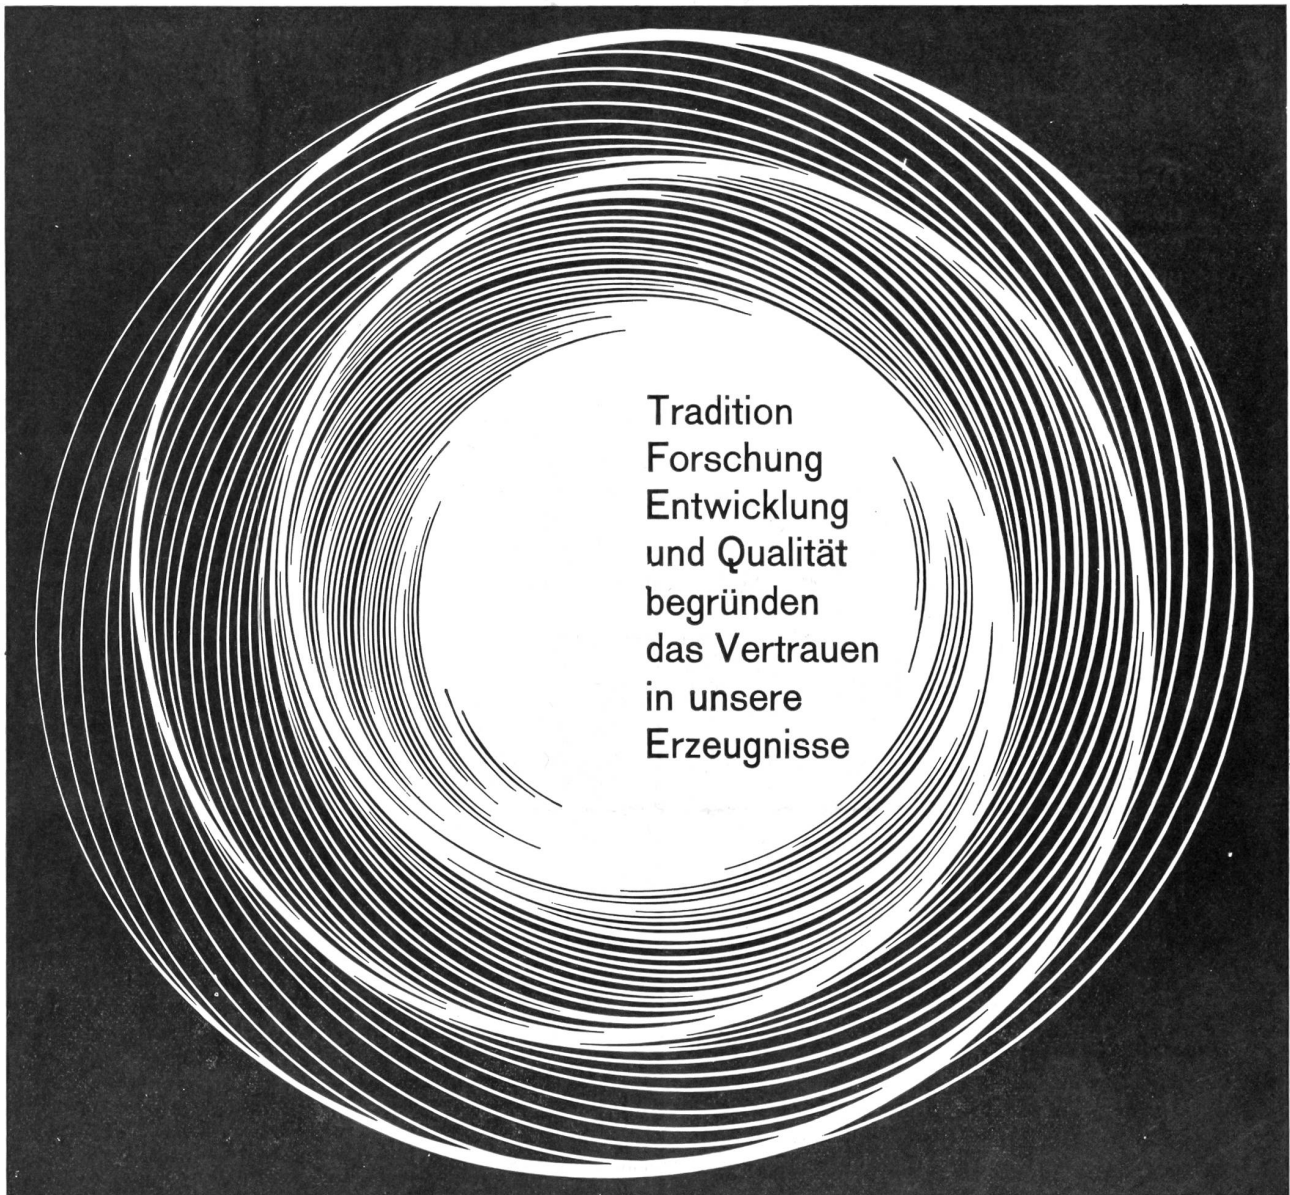 Tradition
Forschung
Entwicklung
und Qualität
begründen
das Vertrauen
in unsere
Erzeugnisse